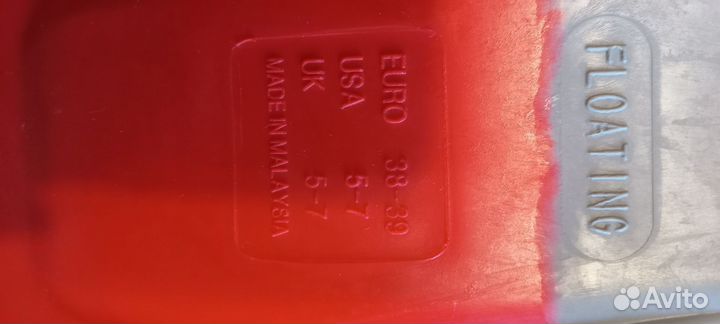 FLOATING
EURO 38-39
USA 5-7
UK 5-7
MADE IN MALAYSIA
Avito